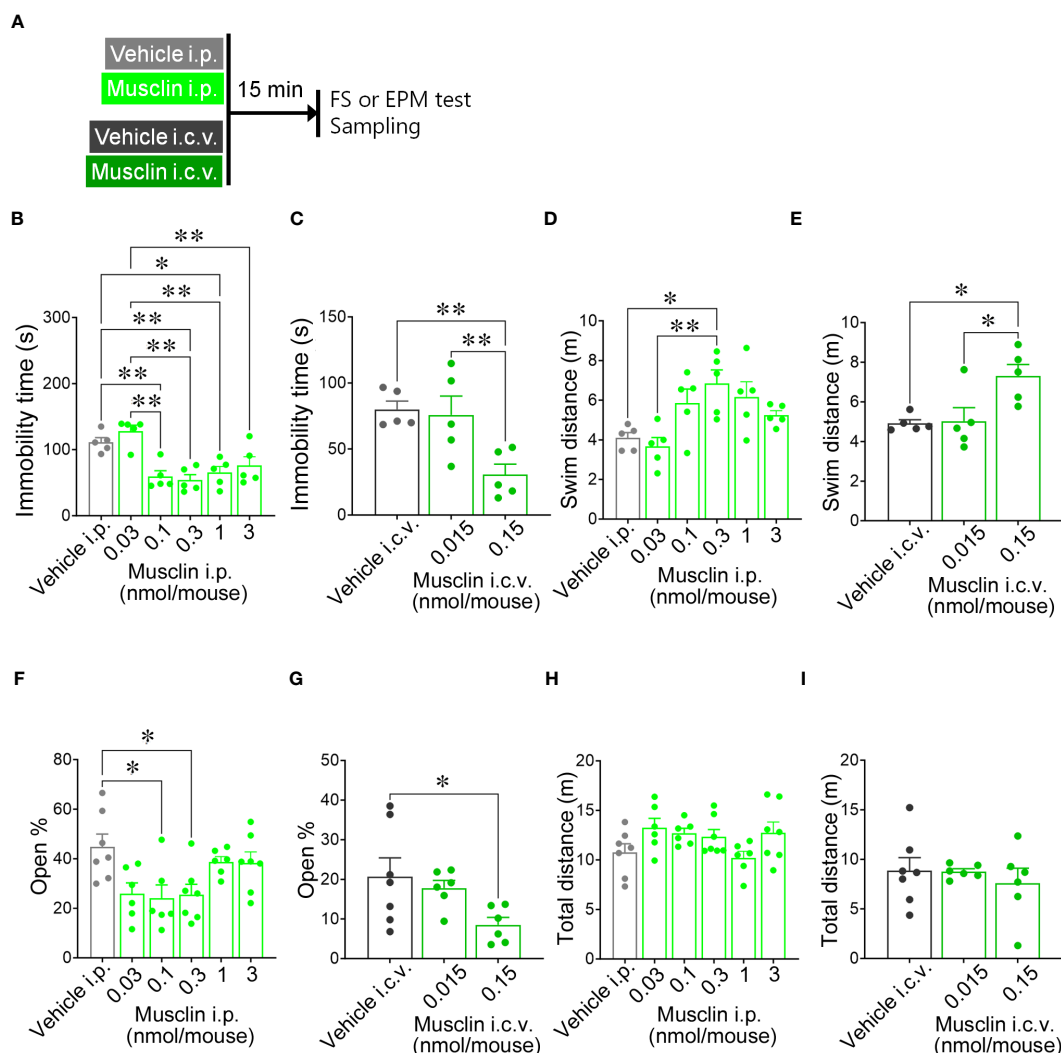 A
Vehicle i.p.
Musclin i.p.
Vehicle i.c.v.
Musclin i.c.v.
15 min
FS or EPM test
Sampling
B
Immobility time (s)
300
200
100
0
** 
*
**
**
**
**
**
Vehicle i.p.
0.03
0.1
0.3
1
3
Musclin i.p.
(nmol/mouse)
C
Immobility time (s)
150
100
50
0
**
**
Vehicle i.c.v.
0.015
0.15
Musclin i.c.v.
(nmol/mouse)
D
Swim distance (m)
10
8
6
4
2
0
*
**
Vehicle i.p.
0.03
0.1
0.3
1
3
Musclin i.p.
(nmol/mouse)
E
Swim distance (m)
10
8
6
4
2
0
*
*
Vehicle i.c.v.
0.015
0.15
Musclin i.c.v.
(nmol/mouse)
F
Open %
80
60
40
20
0
*
*
Vehicle i.p.
0.03
0.1
0.3
1
3
Musclin i.p.
(nmol/mouse)
G
Open %
50
40
30
20
10
0
*
Vehicle i.c.v.
0.015
0.15
Musclin i.c.v.
(nmol/mouse)
H
Total distance (m)
20
15
10
5
0
Vehicle i.p.
0.03
0.1
0.3
1
3
Musclin i.p.
(nmol/mouse)
I
Total distance (m)
20
15
10
5
0
Vehicle i.c.v.
0.015
0.15
Musclin i.c.v.
(nmol/mouse)